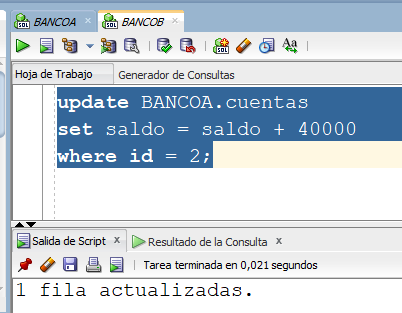 BANCOA
BANCOB
Hoja de Trabajo
Generador de Consultas
update BANCOA.cuentas
set saldo = saldo + 40000
where id = 2;
Salida de Script x
Resultado de la Consulta x
Tarea terminada en 0,021 segundos
1 fila actualizadas.